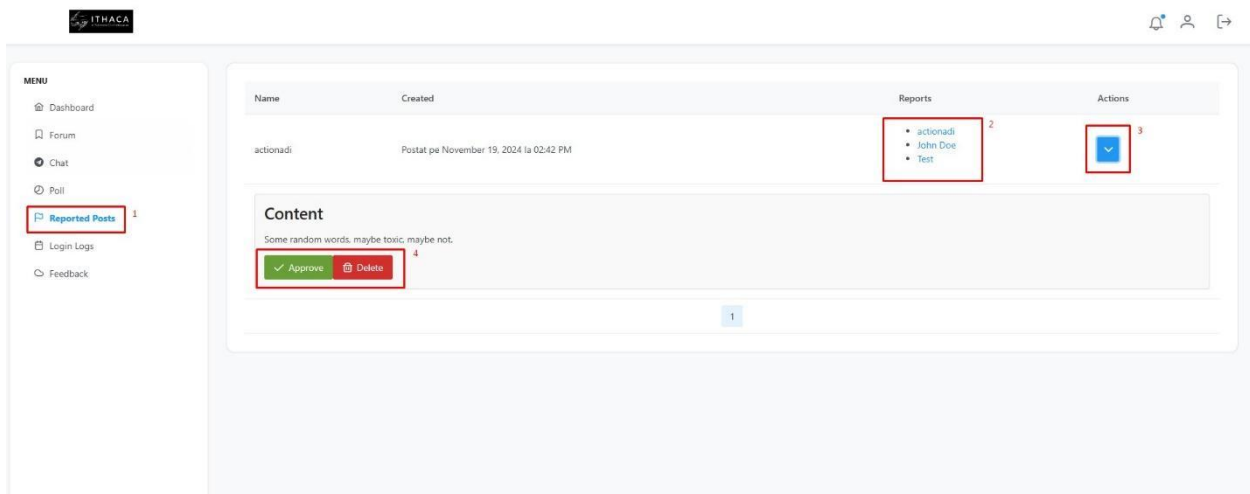 ITHACA
MENU
Dashboard
Forum
Chat
Poll
Reported Posts 1
Login Logs
Feedback
Name Created Reports Actions
actionadi Postat pe November 19, 2024 la 02:42 PM
• actionadi 2
• John Doe
• Test
3
Content
Some random words, maybe toxic, maybe not.
Approve Delete 4
1